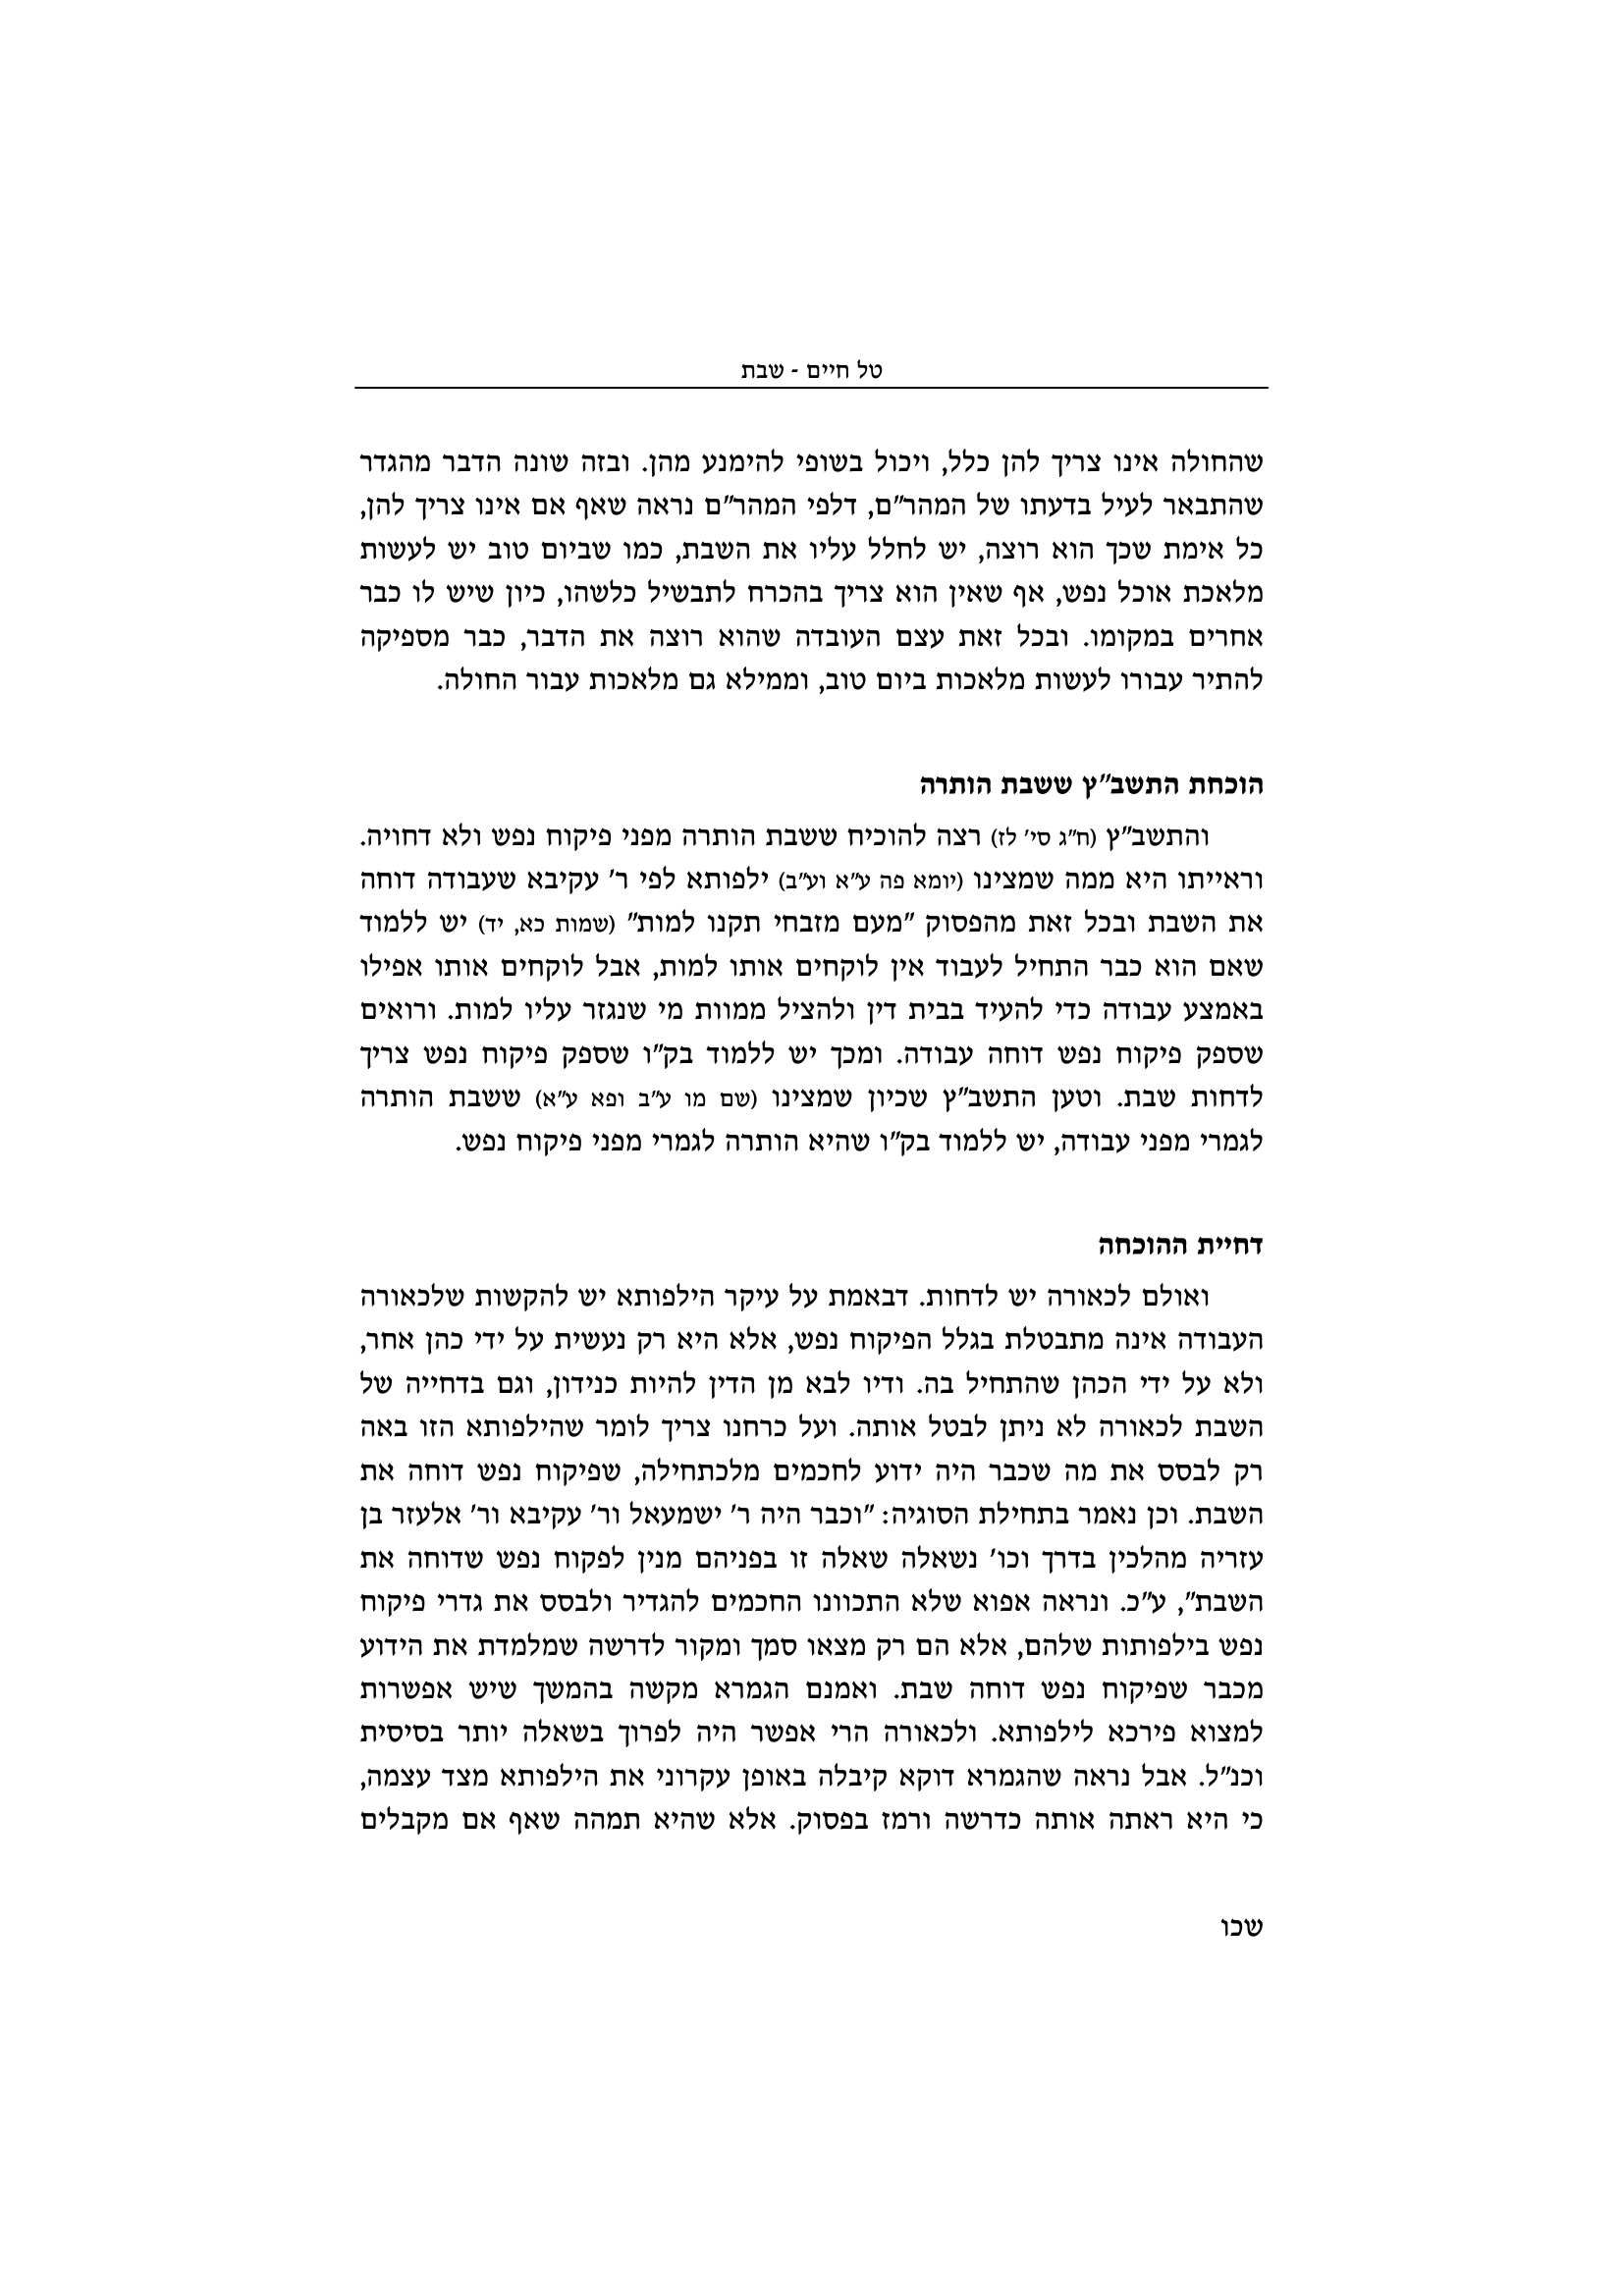 טל חיים - שבת
שהחולה אינו צריך להן כלל, ויכול בשופי להימנע מהן. ובזה שונה הדבר מהגדר
שהתבאר לעיל בדעתו של המהר"ם, דלפי המהר"ם נראה שאף אם אינו צריך להן,
כל אימת שכך הוא רוצה, יש לחלל עליו את השבת, כמו שביום טוב יש לעשות
מלאכת אוכל נפש, אף שאין הוא צריך בהכרח לתבשיל כלשהו, כיון שיש לו כבר
אחרים במקומו. ובכל זאת עצם העובדה שהוא רוצה את הדבר, כבר מספיקה
להתיר עבורו לעשות מלאכות ביום טוב, וממילא גם מלאכות עבור החולה.
הוכחת התשב"ץ ששבת הותרה
והתשב"ץ (ח"ג סי' לז) רצה להוכיח ששבת הותרה מפני פיקוח נפש ולא דחויה.
וראייתו היא ממה שמצינו (יומא פה ע"א וע"ב) ילפותא לפי ר' עקיבא שעבודה דוחה
את השבת ובכל זאת מהפסוק "מעם מזבחי תקנו למות" (שמות כא, יד) יש ללמוד
שאם הוא כבר התחיל לעבוד אין לוקחים אותו למות, אבל לוקחים אותו אפילו
באמצע עבודה כדי להעיד בבית דין ולהציל ממוות מי שנגזר עליו למות. ורואים
שספק פיקוח נפש דוחה עבודה. ומכך יש ללמוד בק"ו שספק פיקוח נפש צריך
לדחות שבת. וטען התשב"ץ שכיון שמצינו (שם מו ע"ב ופא ע"א) ששבת הותרה
לגמרי מפני עבודה, יש ללמוד בק"ו שהיא הותרה לגמרי מפני פיקוח נפש.
דחיית ההוכחה
ואולם לכאורה יש לדחות. דבאמת על עיקר הילפותא יש להקשות שלכאורה
העבודה אינה מתבטלת בגלל הפיקוח נפש, אלא היא רק נעשית על ידי כהן אחר,
ולא על ידי הכהן שהתחיל בה. ודיו לבא מן הדין להיות כנידון, וגם בדחייה של
השבת לכאורה לא ניתן לבטל אותה. ועל כרחנו צריך לומר שהילפותא הזו באה
רק לבסס את מה שכבר היה ידוע לחכמים מלכתחילה, שפיקוח נפש דוחה את
השבת. וכן נאמר בתחילת הסוגיה: "וכבר היה ר' ישמעאל ור' עקיבא ור' אלעזר בן
עזריה מהלכין בדרך וכו' נשאלה שאלה זו בפניהם מנין לפקוח נפש שדוחה את
השבת", ע"כ. ונראה אפוא שלא התכוונו החכמים להגדיר ולבסס את גדרי פיקוח
נפש בילפותות שלהם, אלא הם רק מצאו סמך ומקור לדרשה שמלמדת את הידוע
מכבר שפיקוח נפש דוחה שבת. ואמנם הגמרא מקשה בהמשך שיש אפשרות
למצוא פירכא לילפותא. ולכאורה הרי אפשר היה לפרוך בשאלה יותר בסיסית
וכנ"ל. אבל נראה שהגמרא דוקא קיבלה באופן עקרוני את הילפותא מצד עצמה,
כי היא ראתה אותה כדרשה ורמז בפסוק. אלא שהיא תמהה שאף אם מקבלים
שכו